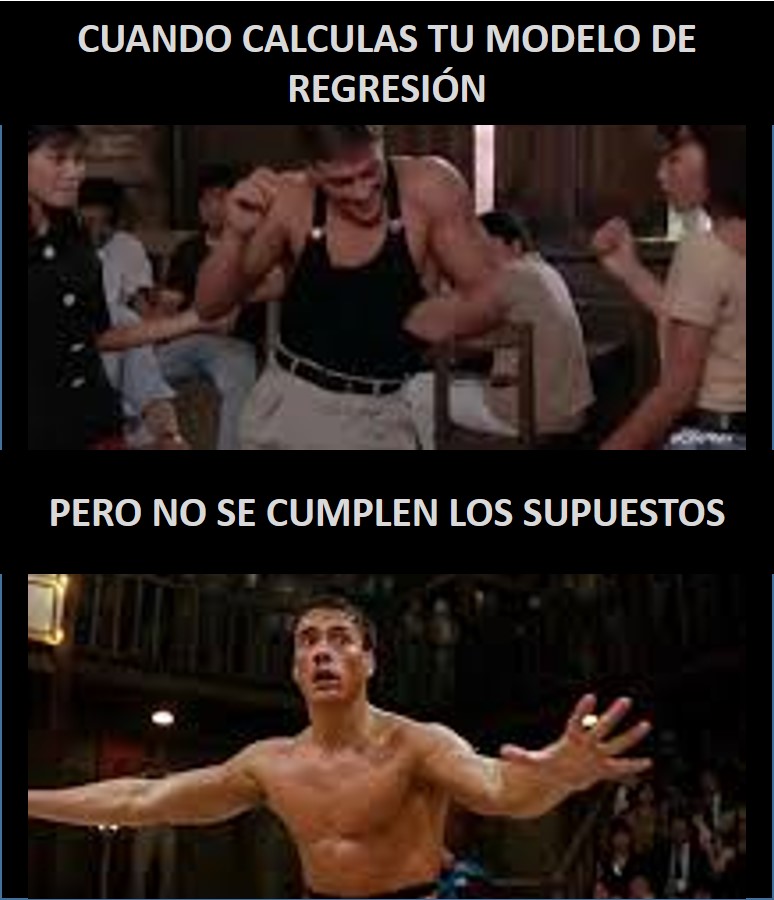 CUANDO CALCULAS TU MODELO DE
REGRESIÓN
PERO NO SE CUMPLEN LOS SUPUESTOS